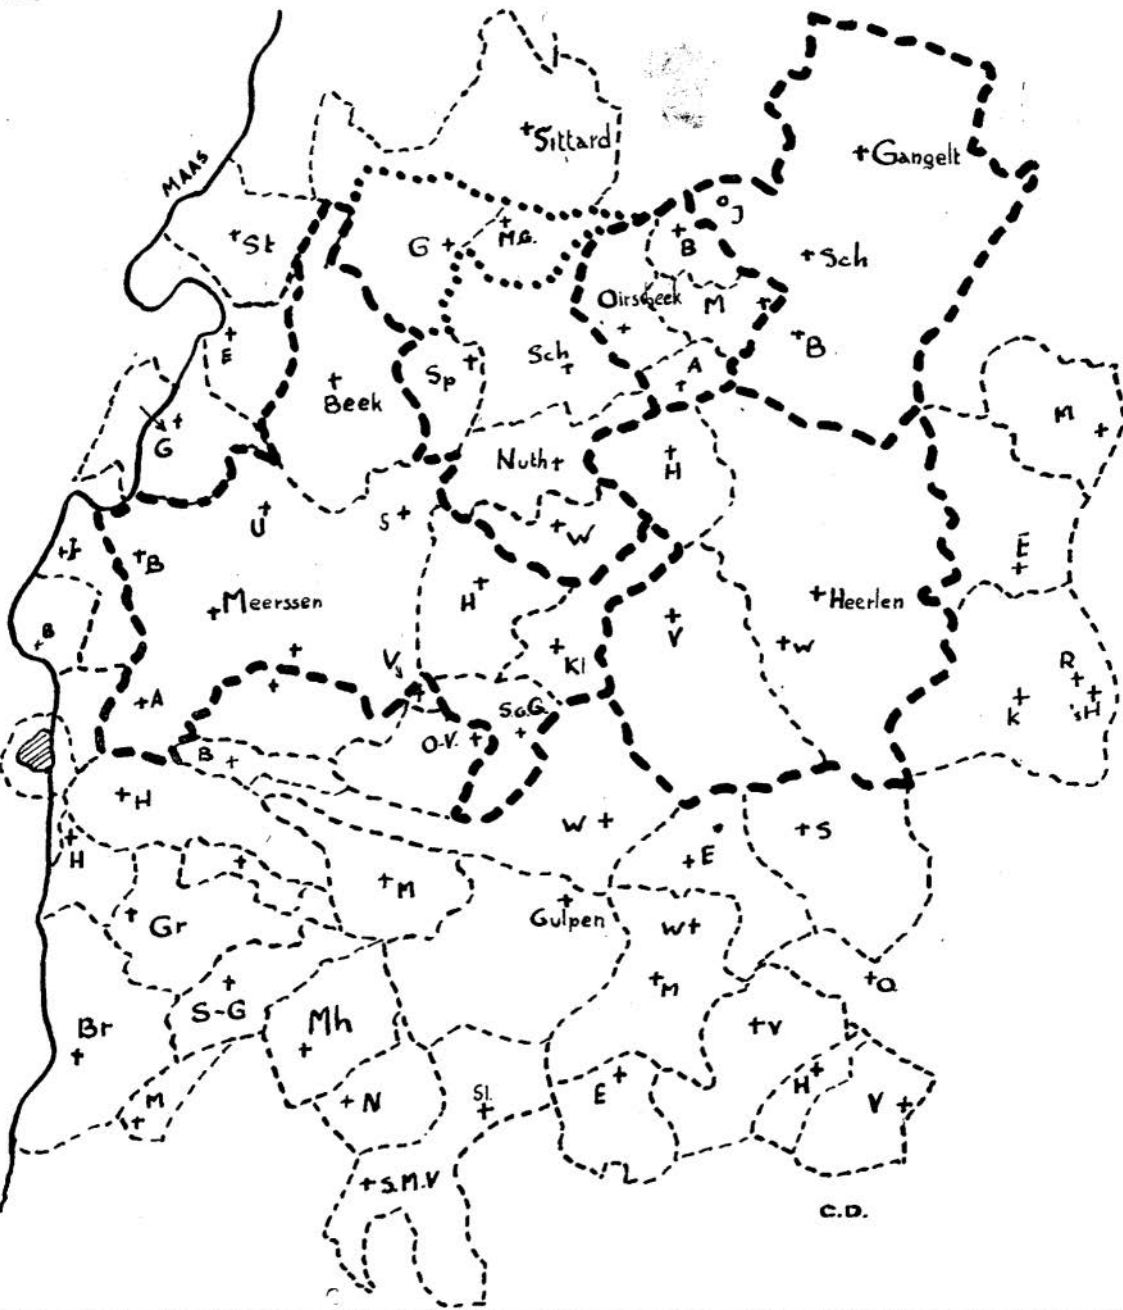 Sittard
Gangelt
MAAS
J
St
G
M.G.
B
Sch
Oirsbeek
M
E
Sp
Sch
A
B
Beek
M
G
Nuth
H
U
S
W
I
B
E
Meerssen
H
Heerlen
B
V
W
Kl
V
R
A
S.G.G.
K
'sH
O-V.
B
H
W
S
H
E
M
Gulpen
Gr
W
M
O
S-G
Mh
V
Br
H
E
M
N
Sl.
V
S.M.V
C.D.